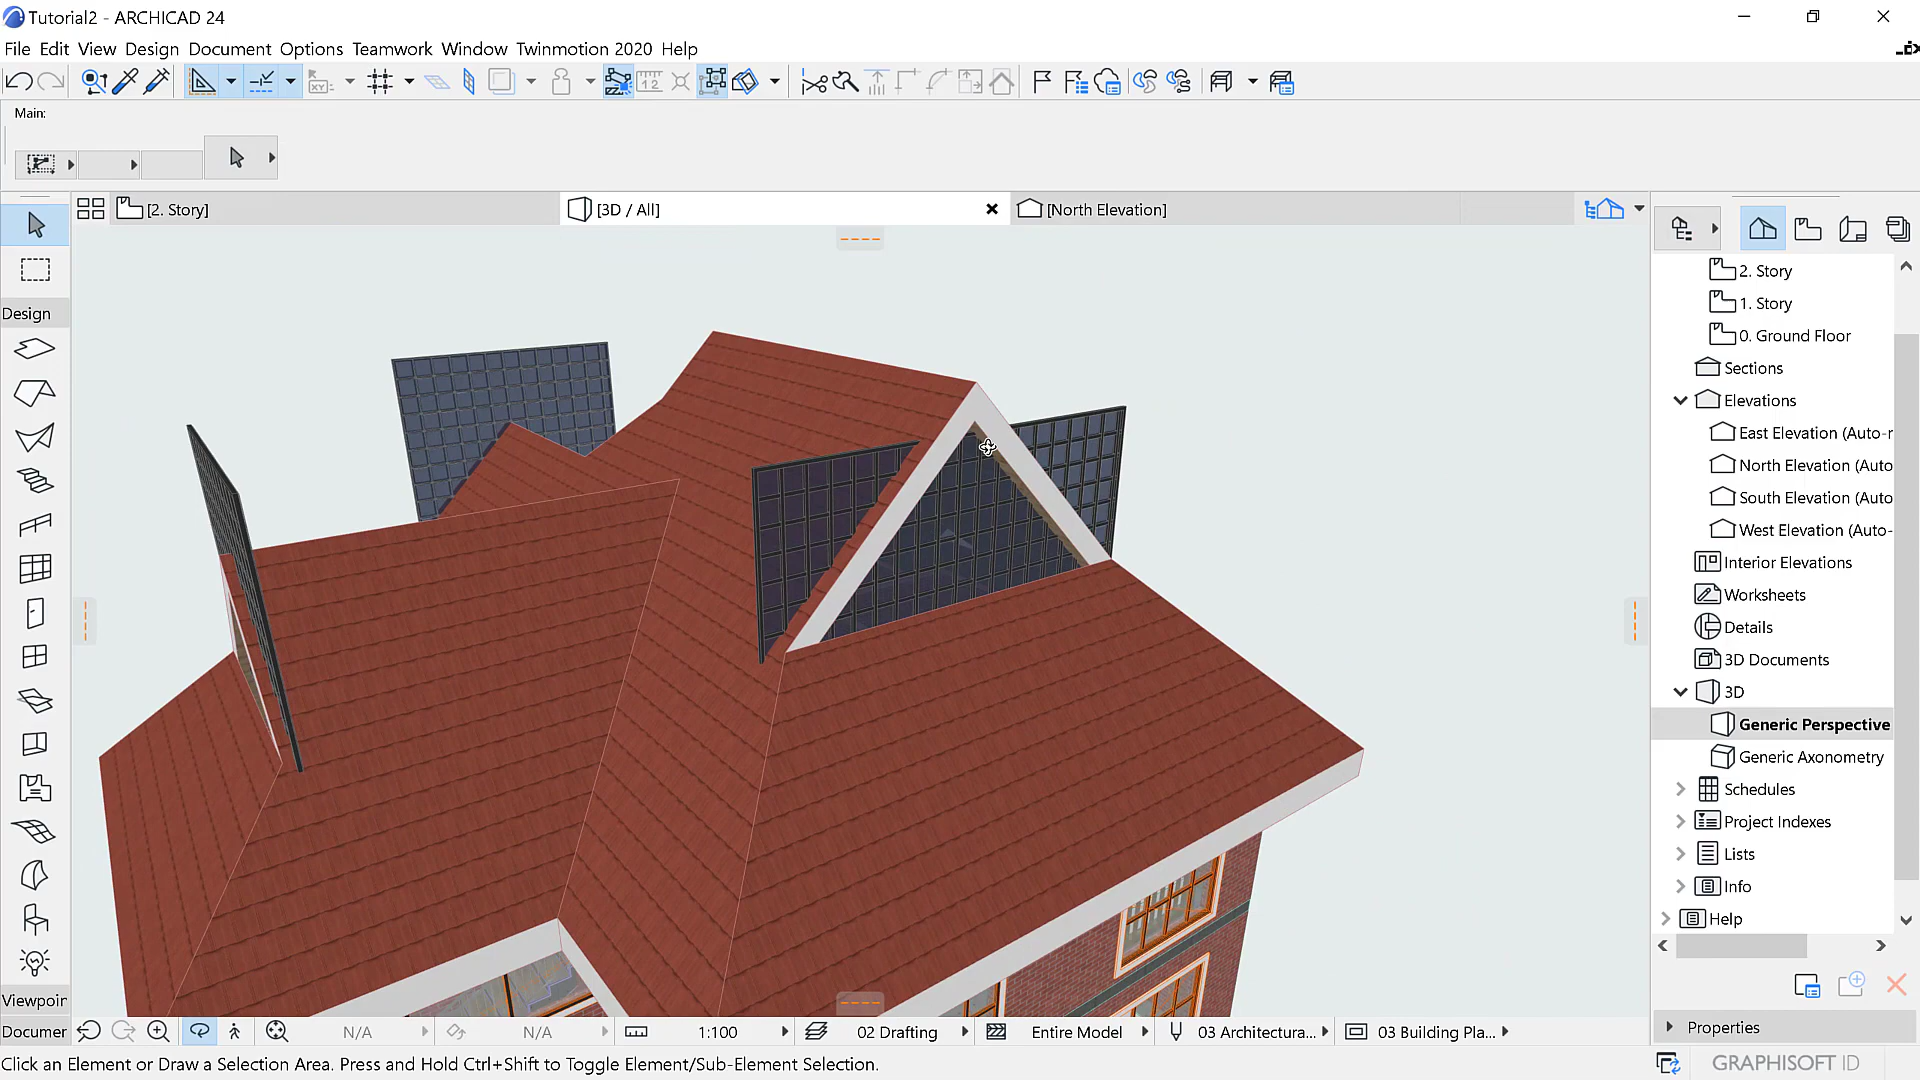 Tutorial2 - ARCHICAD 24
File Edit View Design Document Options Teamwork Window Twinmotion 2020 Help
Main:
[2. Story]
[3D / All]
[North Elevation]
Design
2. Story
1. Story
0. Ground Floor
Sections
Elevations
East Elevation (Auto-r
North Elevation (Auto
South Elevation (Auto
West Elevation (Auto-
Interior Elevations
Worksheets
Details
3D Documents
3D
Generic Perspective
Generic Axonometry
Schedules
Project Indexes
Lists
Info
Help
Viewpoir
Documer
N/A
N/A
1:100
02 Drafting
Entire Model
03 Architectura...
03 Building Pla...
Properties
Click an Element or Draw a Selection Area. Press and Hold Ctrl+Shift to Toggle Element/Sub-Element Selection.
GRAPHISOFT ID